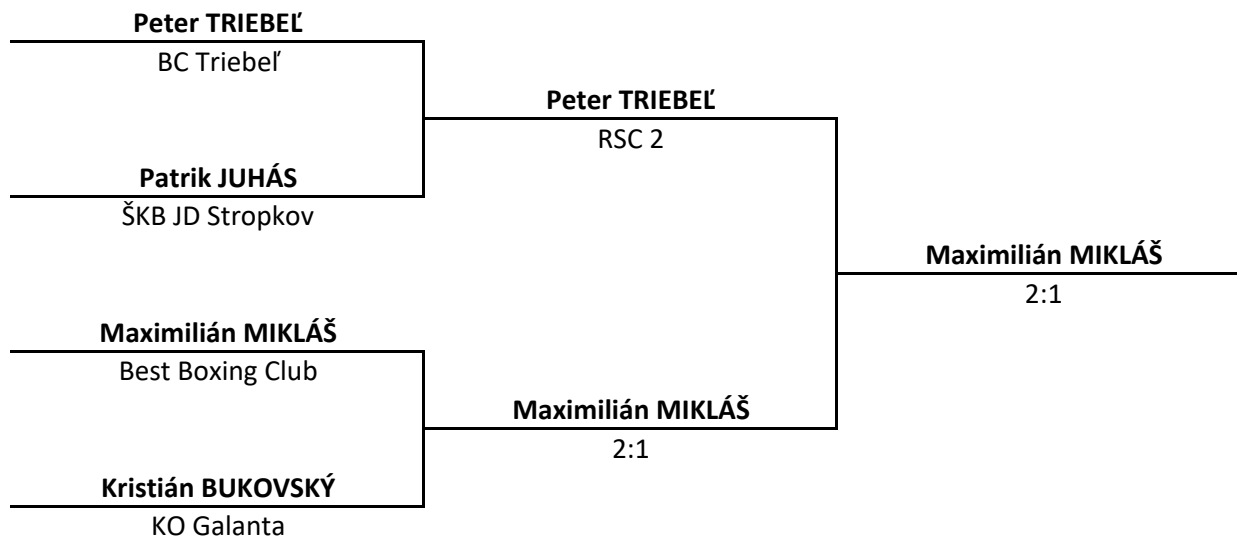 Peter TRIEBEĽ
BC Triebeľ
Peter TRIEBEĽ
RSC 2
Patrik JUHÁS
ŠKB JD Stropkov
Maximilián MIKLÁŠ
2:1
Maximilián MIKLÁŠ
Best Boxing Club
Maximilián MIKLÁŠ
2:1
Kristián BUKOVSKÝ
KO Galanta